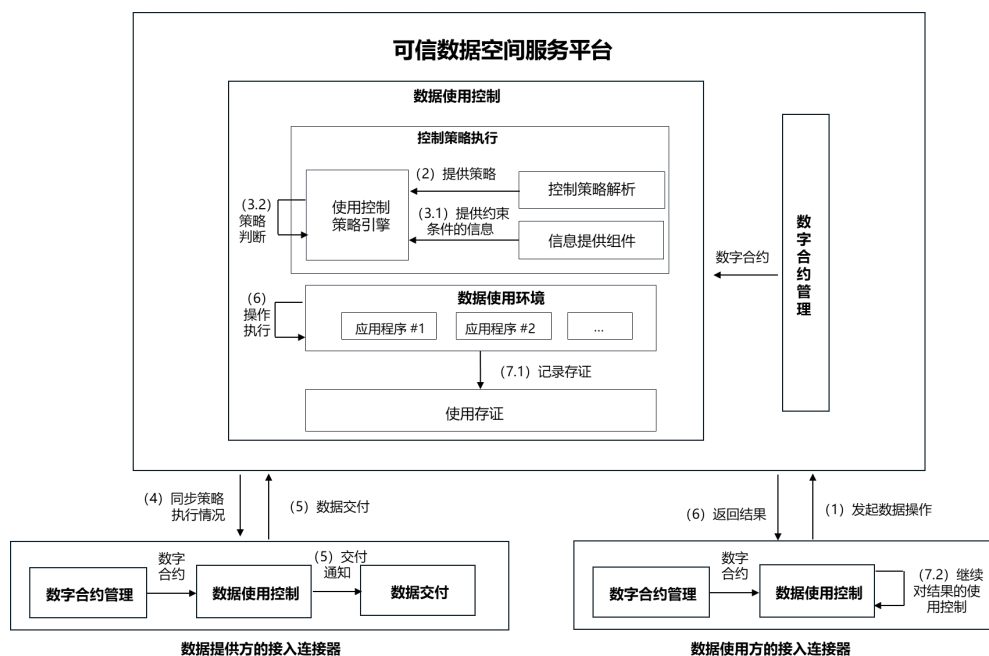 可信数据空间服务平台
数据使用控制
控制策略执行
使用控制
策略引擎
(2) 提供策略
控制策略解析
(3.1) 提供约束
条件的信息
信息提供组件
(3.2)
策略
判断
数据使用环境
(6)
操作
执行
应用程序 #1
应用程序 #2
...
(7.1) 记录存证
使用存证
数字合约
数
字
合
约
管
理
(4) 同步策略
执行情况
(5) 数据交付
(6) 返回结果
(1) 发起数据操作
数字合约管理
数字
合约
数据使用控制
(5) 交付
通知
数据交付
数据提供方的接入连接器
数字合约管理
数字
合约
数据使用控制
(7.2) 继续
对结果的使
用控制
数据使用方的接入连接器